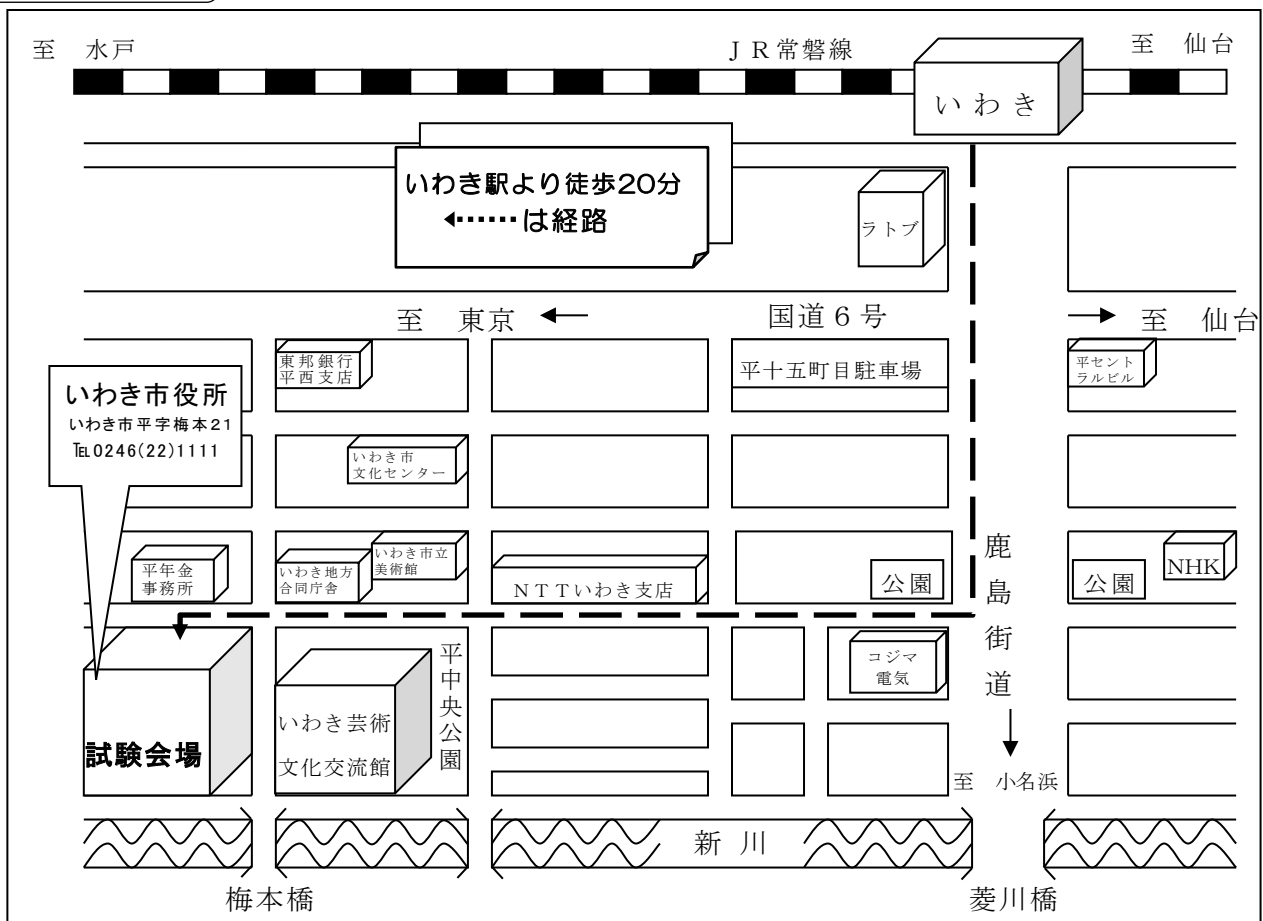 至 水戸
ＪＲ常磐線
至 仙台
いわき
いわき駅より徒歩20分
は経路
ラトブ
至 東京
国道６号
至 仙台
東邦銀行
平西支店
平十五町目駐車場
平セント
ラルビル
いわき市役所
いわき市平字梅本21
℡0246(22)1111
いわき市
文化センター
平年金
事務所
いわき地方
合同庁舎
いわき市立
美術館
ＮＴＴいわき支店
公園
鹿島街道
公園
NHK
試験会場
いわき芸術
文化交流館
平中央公園
コジマ
電気
至 小名浜
新川
梅本橋
菱川橋